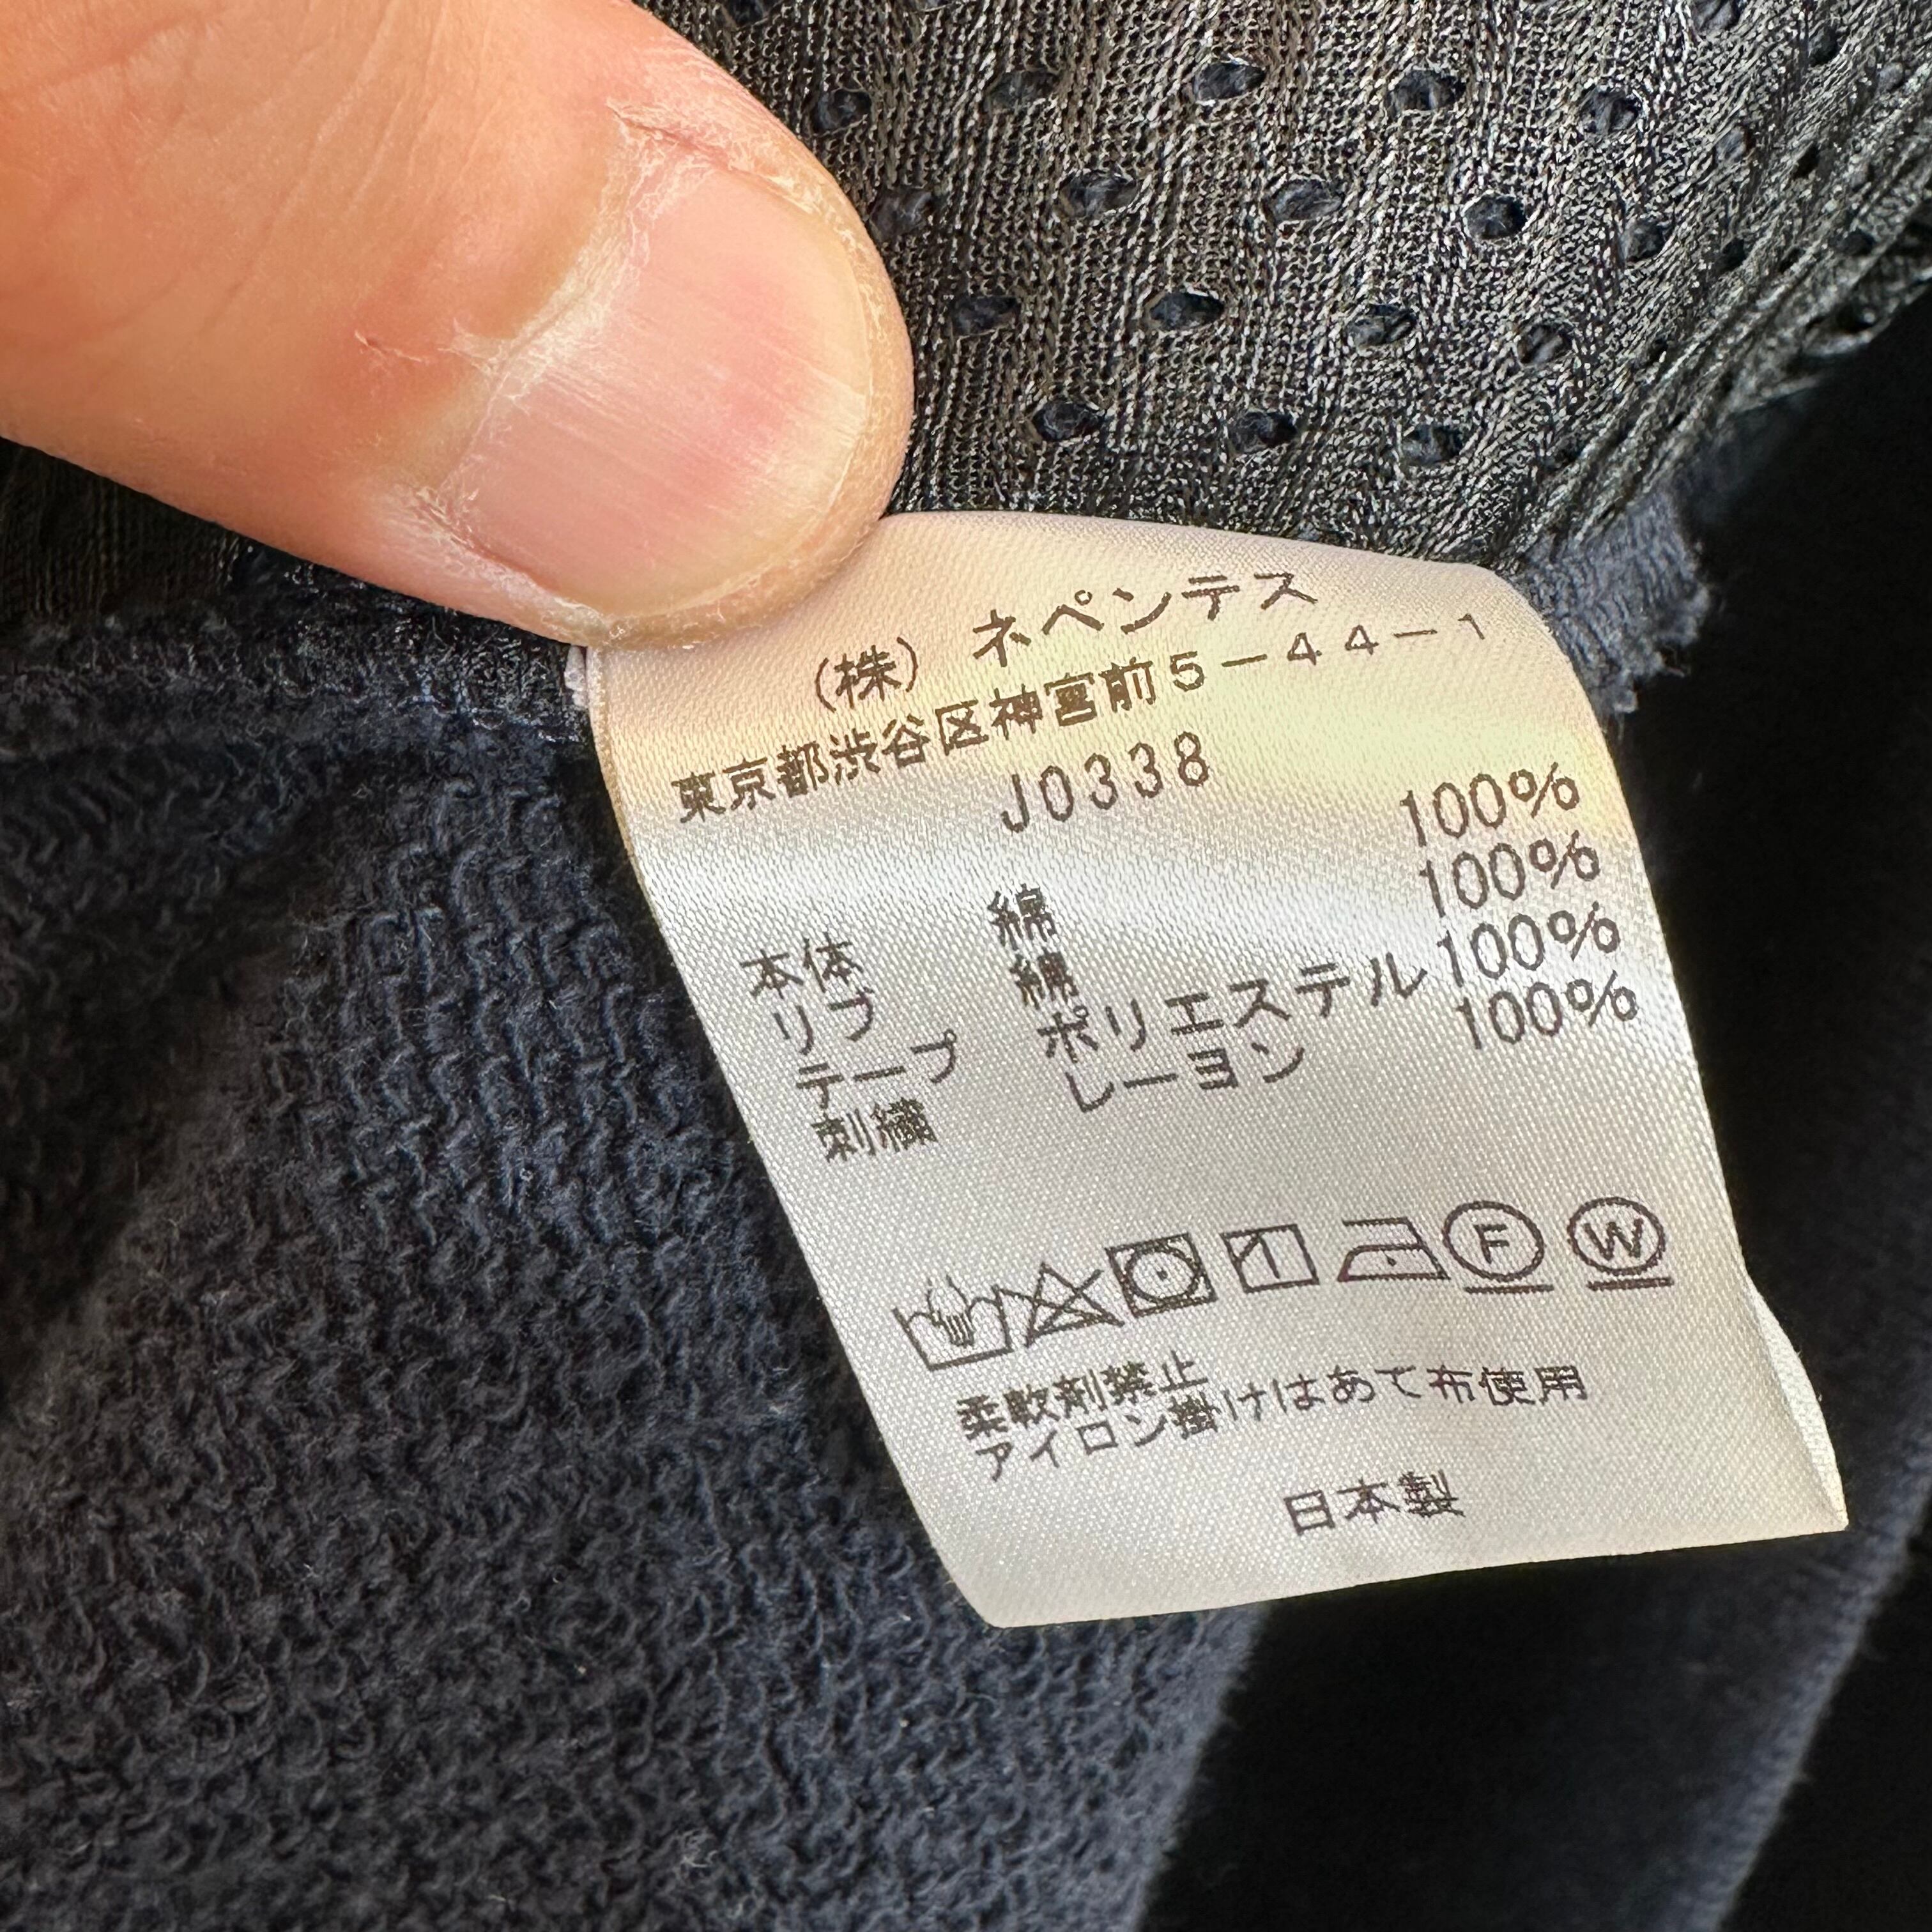 (株) ネペンテス
東京都渋谷区神宮前5-44-1
J0338
本体 綿 100%
リブ 綿 100%
テープ ポリエステル 100%
刺繍 レーヨン 100%
1 F W
柔軟剤禁止
アイロン掛けはあて布使用
日本製